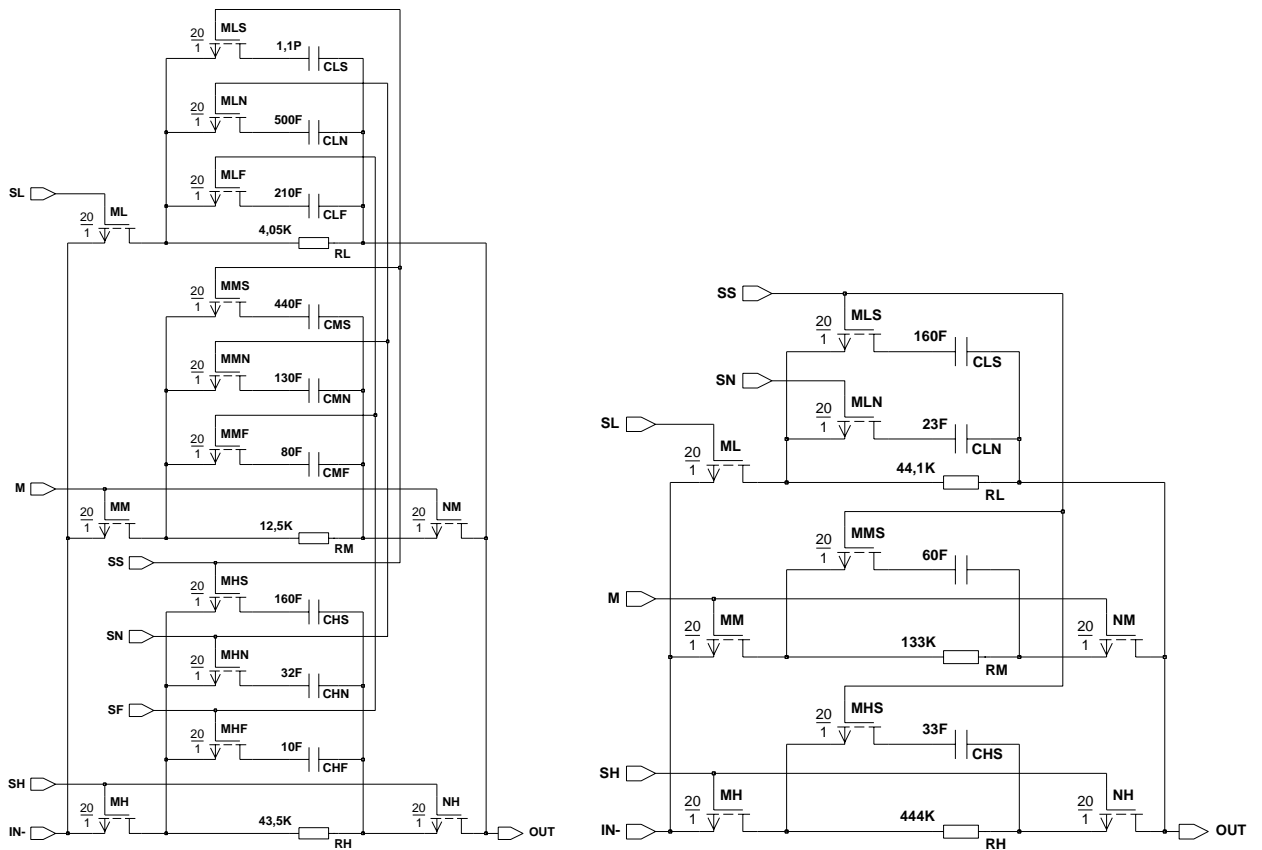 20
1
MLS
1,1P
CLS
20
1
MLN
500F
CLN
20
1
MLF
210F
CLF
SL
20
1
ML
4,05K
RL
20
1
MMS
440F
CMS
20
1
MMN
130F
CMN
20
1
MMF
80F
CMF
M
20
1
MM
12,5K
RM
20
1
NM
SS
20
1
MHS
160F
CHS
SN
20
1
MHN
32F
CHN
SF
20
1
MHF
10F
CHF
SH
IN-
20
1
MH
43,5K
RH
20
1
NH
OUT
SS
20
1
MLS
160F
CLS
SN
20
1
MLN
23F
CLN
SL
20
1
ML
44,1K
RL
20
1
MMS
60F
M
20
1
MM
133K
RM
20
1
NM
20
1
MHS
33F
CHS
SH
IN-
20
1
MH
444K
RH
20
1
NH
OUT